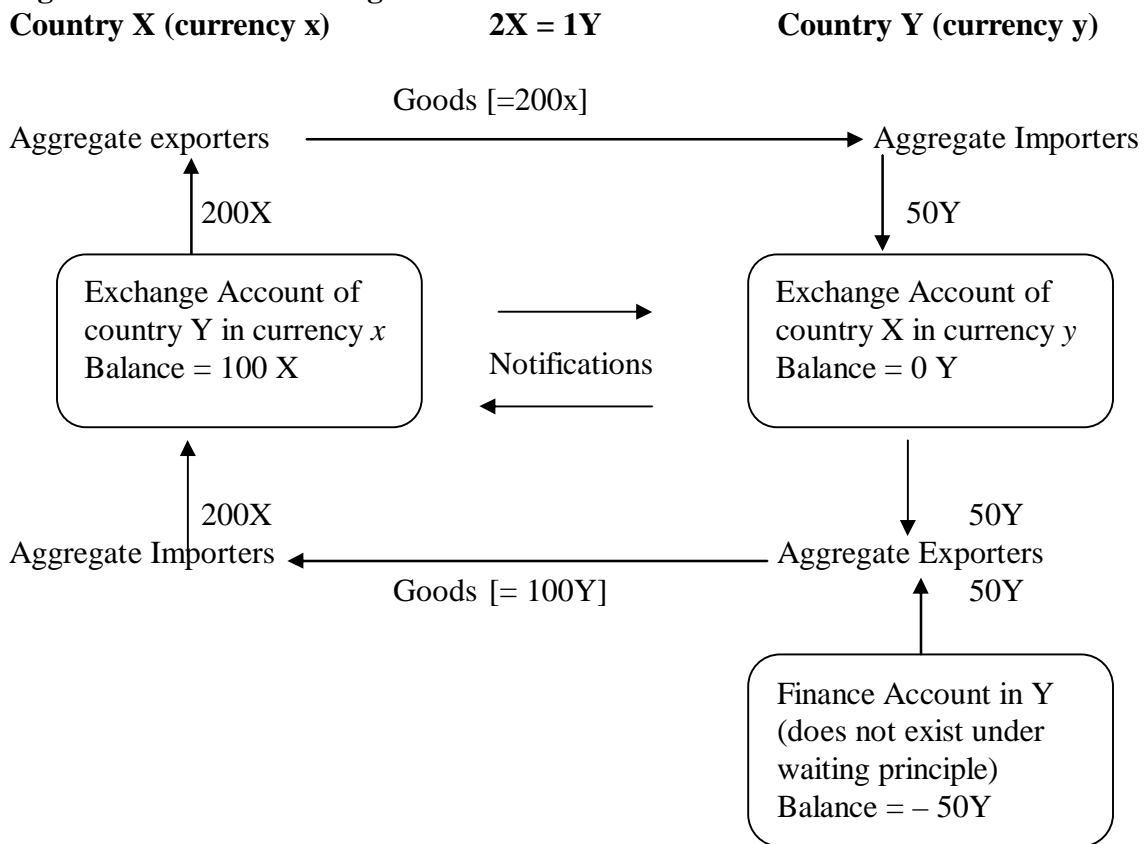 Country X (currency x) 2X = 1Y Country Y (currency y)
Goods [=200x]
Aggregate exporters Aggregate Importers
200X 50Y
Exchange Account of
country Y in currency x
Balance = 100 X
Notifications
Exchange Account of
country X in currency y
Balance = 0 Y
200X 50Y
Aggregate Importers Aggregate Exporters
Goods [= 100Y] 50Y
Finance Account in Y
(does not exist under
waiting principle)
Balance = – 50Y